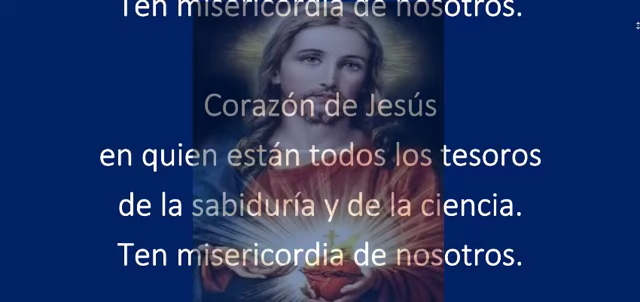 Ten misericordia de nosotros.
Corazón de Jesús
en quien están todos los tesoros
de la sabiduría y de la ciencia.
Ten misericordia de nosotros.